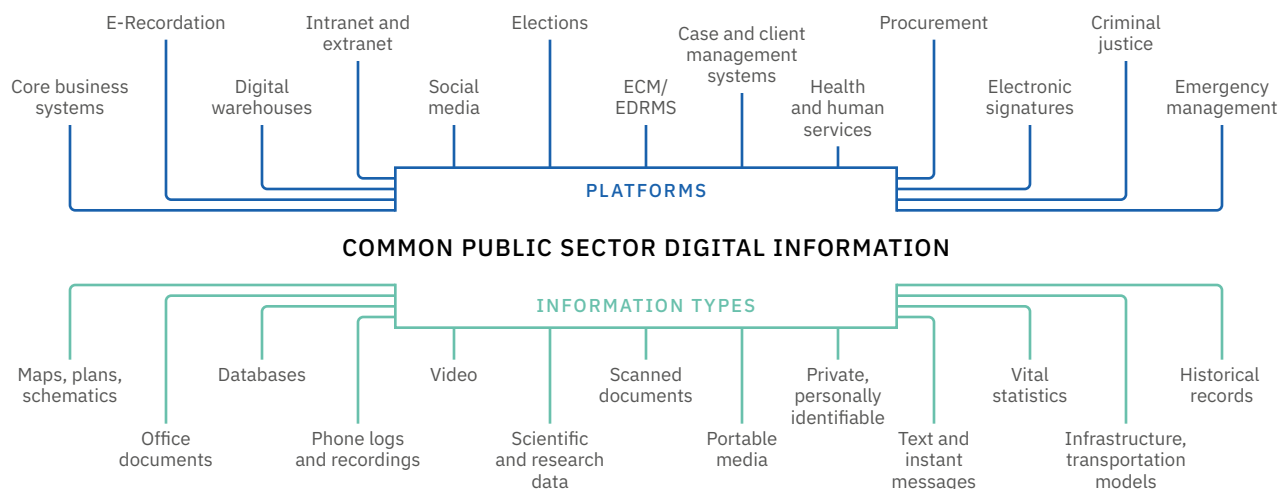 E-Recordation
Intranet and
extranet
Elections
Case and client
management
systems
Procurement
Criminal
justice
Core business
systems
Digital
warehouses
Social
media
ECM/
EDRMS
Health
and human
services
Electronic
signatures
Emergency
management
PLATFORMS
COMMON PUBLIC SECTOR DIGITAL INFORMATION
INFORMATION TYPES
Maps, plans,
schematics
Databases
Video
Scanned
documents
Private,
personally
identifiable
Vital
statistics
Historical
records
Office
documents
Phone logs
and recordings
Scientific
and research
data
Portable
media
Text and
instant
messages
Infrastructure,
transportation
models